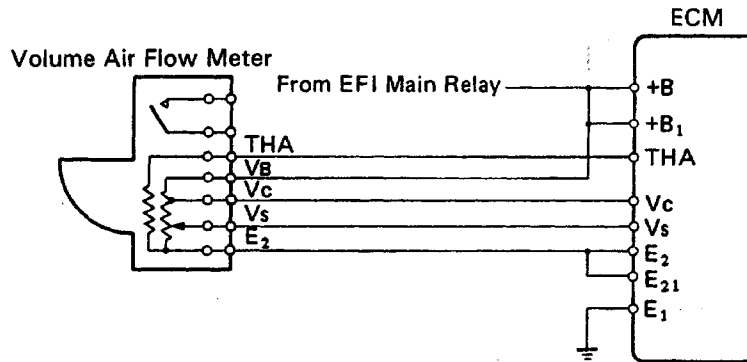 ECM
Volume Air Flow Meter
From EFI Main Relay
+B
+B1
THA
THA
VB
Vc
Vc
Vs
Vs
E2
E2
E21
E1